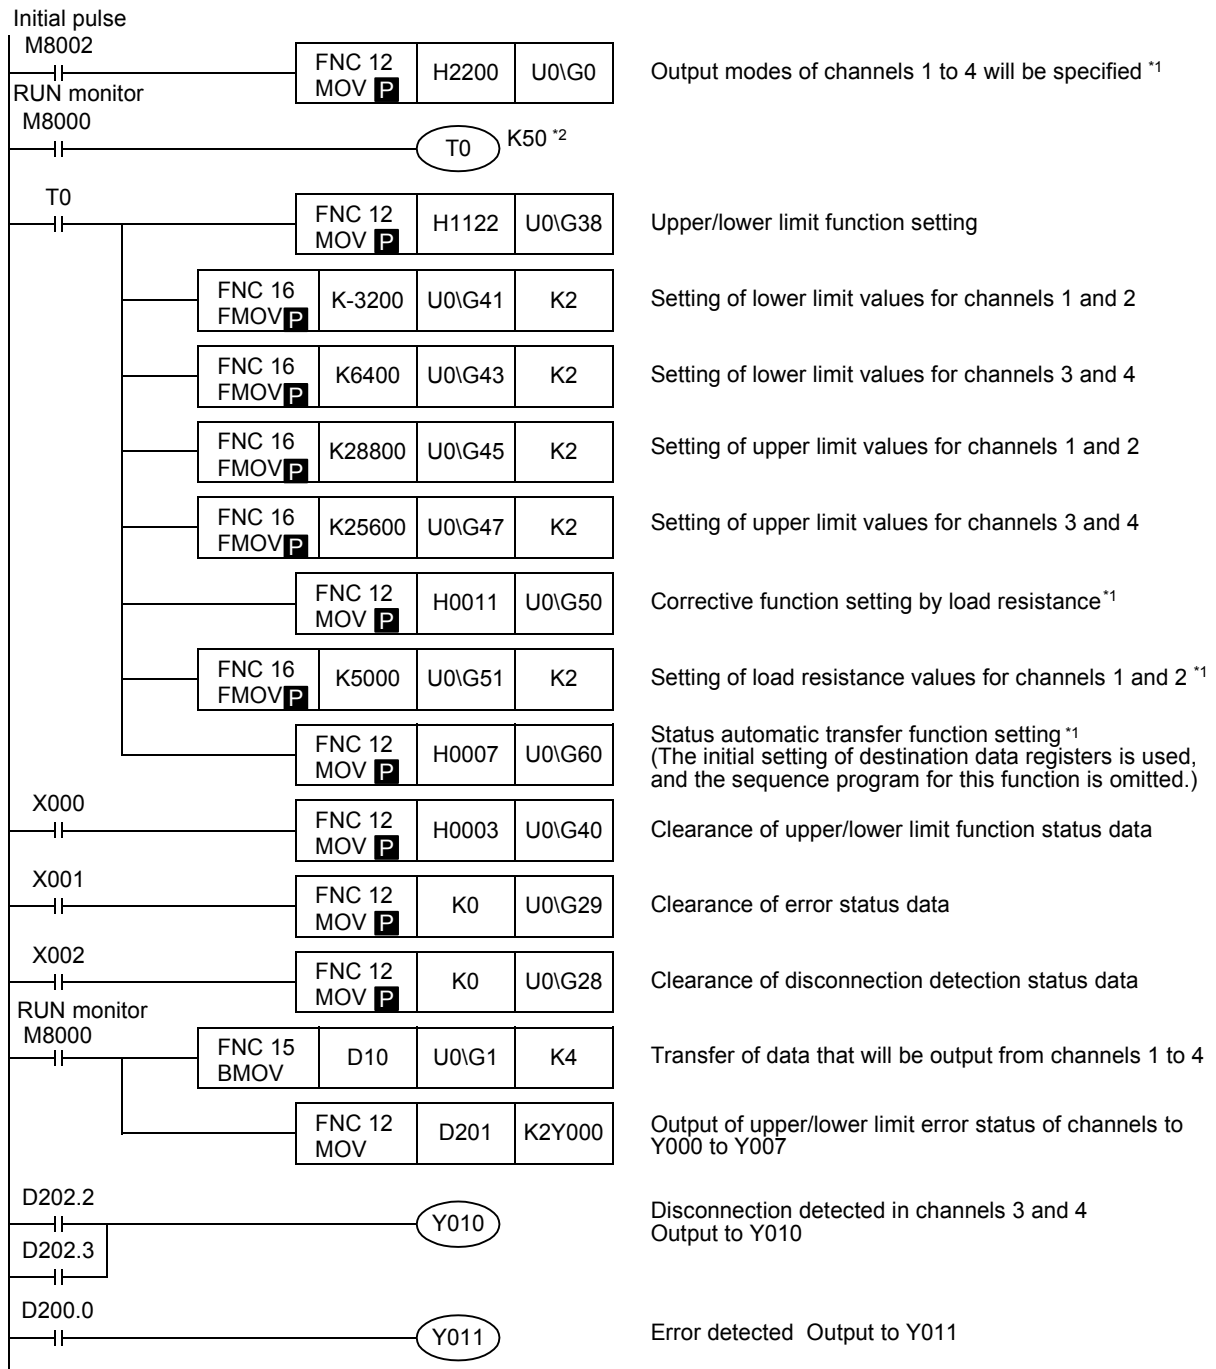 Initial pulse
M8002
FNC 12 MOV P H2200 U0\G0 Output modes of channels 1 to 4 will be specified *1
RUN monitor
M8000
T0 K50 *2
T0
FNC 12 MOV P H1122 U0\G38 Upper/lower limit function setting
FNC 16 FMOV P K-3200 U0\G41 K2 Setting of lower limit values for channels 1 and 2
FNC 16 FMOV P K6400 U0\G43 K2 Setting of lower limit values for channels 3 and 4
FNC 16 FMOV P K28800 U0\G45 K2 Setting of upper limit values for channels 1 and 2
FNC 16 FMOV P K25600 U0\G47 K2 Setting of upper limit values for channels 3 and 4
FNC 12 MOV P H0011 U0\G50 Corrective function setting by load resistance*1
FNC 16 FMOV P K5000 U0\G51 K2 Setting of load resistance values for channels 1 and 2 *1
FNC 12 MOV P H0007 U0\G60 Status automatic transfer function setting *1
(The initial setting of destination data registers is used,
and the sequence program for this function is omitted.)
X000
FNC 12 MOV P H0003 U0\G40 Clearance of upper/lower limit function status data
X001
FNC 12 MOV P K0 U0\G29 Clearance of error status data
X002
FNC 12 MOV P K0 U0\G28 Clearance of disconnection detection status data
RUN monitor
M8000
FNC 15 BMOV D10 U0\G1 K4 Transfer of data that will be output from channels 1 to 4
FNC 12 MOV D201 K2Y000 Output of upper/lower limit error status of channels to
Y000 to Y007
D202.2
Y010 Disconnection detected in channels 3 and 4
Output to Y010
D202.3
D200.0
Y011 Error detected Output to Y011